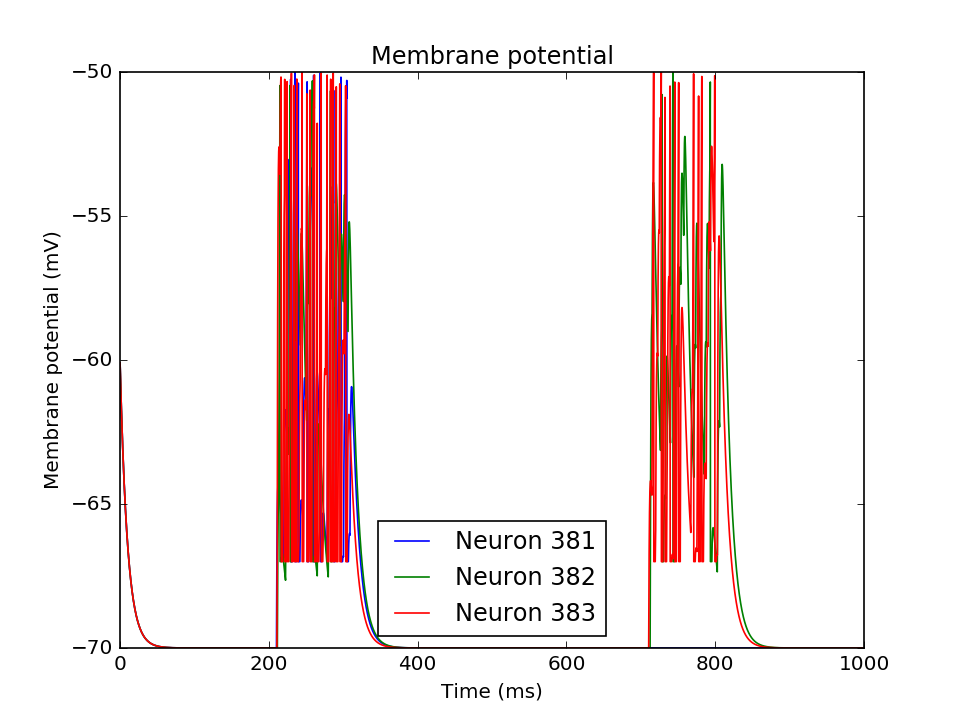 Membrane potential
−50
−55
−60
−65
−70
Membrane potential (mV)
Neuron 381
Neuron 382
Neuron 383
0
200
400
600
800
1000
Time (ms)